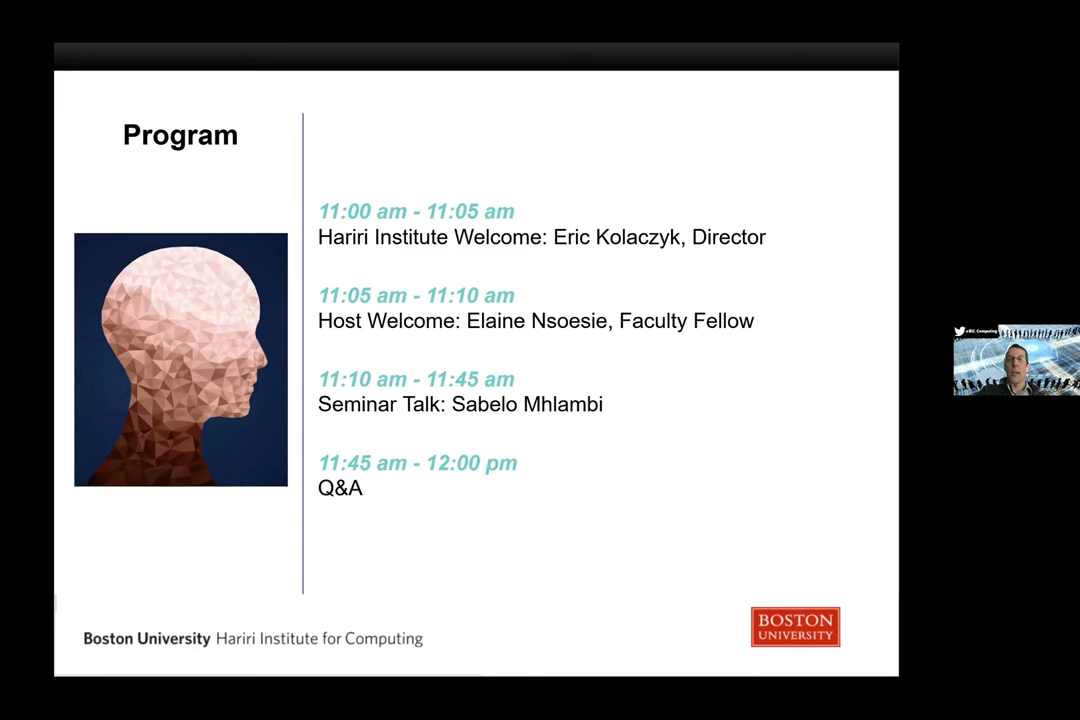 Program
11:00 am - 11:05 am
Hariri Institute Welcome: Eric Kolaczyk, Director
11:05 am - 11:10 am
Host Welcome: Elaine Nsoesie, Faculty Fellow
11:10 am - 11:45 am
Seminar Talk: Sabelo Mhlambi
11:45 am - 12:00 pm
Q&A
@BU_Computing
Boston University Hariri Institute for Computing
BOSTON
UNIVERSITY